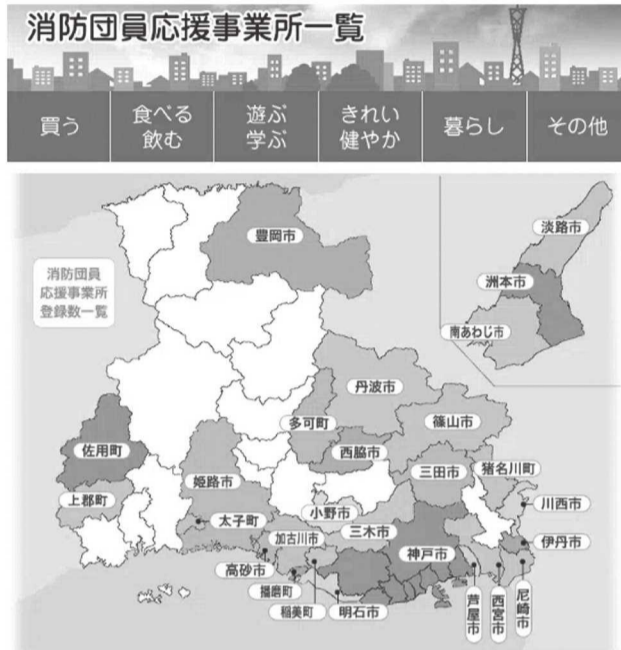 消防団員応援事業所一覧
買う
食べる
飲む
遊ぶ
学ぶ
きれい
健やか
暮らし
その他
消防団員
応援事業所
登録数一覧
豊岡市
淡路市
洲本市
南あわじ市
丹波市
多可町
篠山市
佐用町
西脇市
三田市
猪名川町
姫路市
上郡町
川西市
小野市
太子町
三木市
加古川市
神戸市
伊丹市
高砂市
播磨町
稲美町
明石市
芦屋市
西宮市
尼崎市